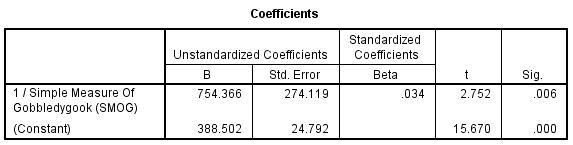 Coefficients
Unstandardized Coefficients
Standardized
Coefficients
B Std. Error Beta t Sig.
1 / Simple Measure Of
Gobbledygook (SMOG)
754.366 274.119 .034 2.752 .006
(Constant) 388.502 24.792 15.670 .000